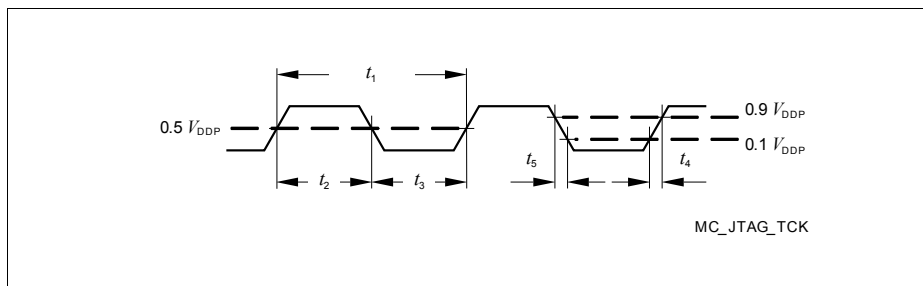 t1
0.5 VDDP
0.9 VDDP
0.1 VDDP
t5
t4
t2
t3
MC_JTAG_TCK